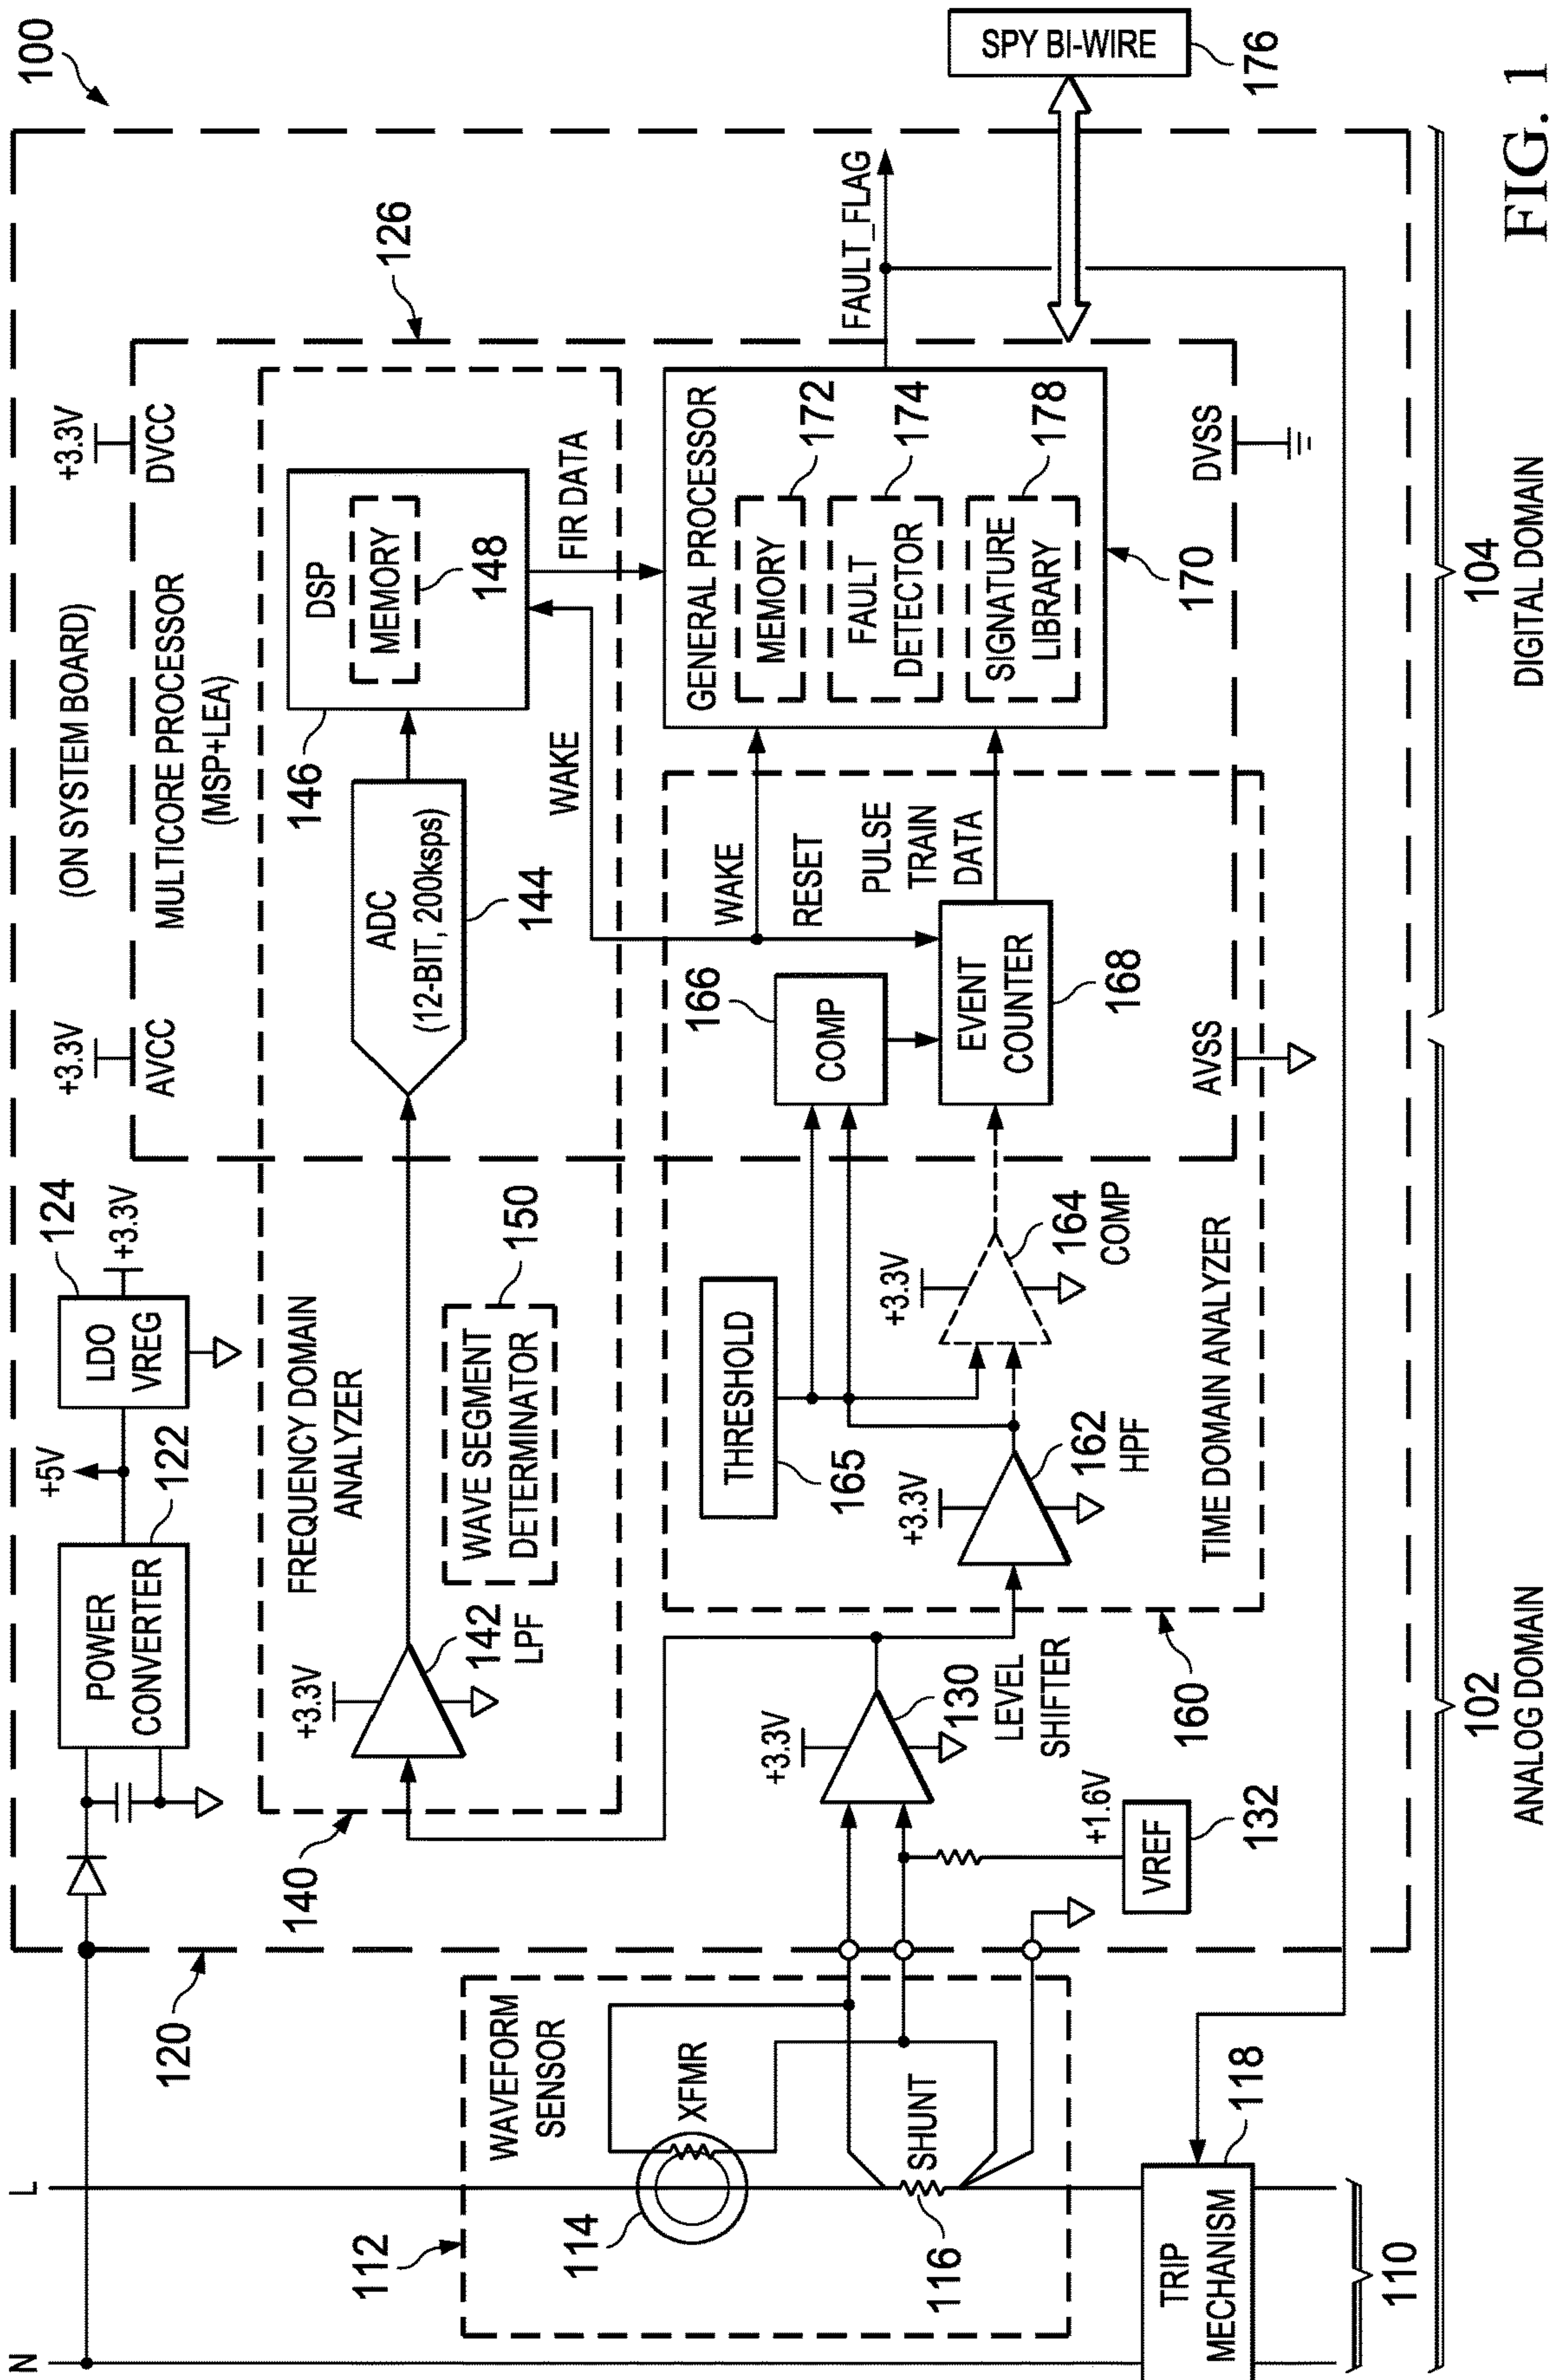 100
(ON SYSTEM BOARD)
+3.3V
AVCC
+3.3V
DVCC
MULTICORE PROCESSOR
(MSP+LEA)
126
N
L
120
POWER
CONVERTER
122
+5V
LDO
VREG
124
+3.3V
140
FREQUENCY DOMAIN
ANALYZER
+3.3V
142
LPF
WAVE SEGMENT
DETERMINATOR
150
ADC
(12-BIT, 200ksps)
144
146
DSP
MEMORY
148
WAKE
FIR DATA
112
WAVEFORM
SENSOR
114
XFMR
116
SHUNT
+3.3V
130
LEVEL
SHIFTER
+1.6V
VREF
132
160
TIME DOMAIN ANALYZER
THRESHOLD
165
+3.3V
162
HPF
+3.3V
164
COMP
166
COMP
WAKE
RESET
EVENT
COUNTER
168
PULSE
TRAIN
DATA
GENERAL PROCESSOR
MEMORY
172
FAULT
DETECTOR
174
SIGNATURE
LIBRARY
178
170
FAULT_FLAG
SPY BI-WIRE
176
AVSS
DVSS
TRIP
MECHANISM
118
110
102
ANALOG DOMAIN
104
DIGITAL DOMAIN
FIG. 1